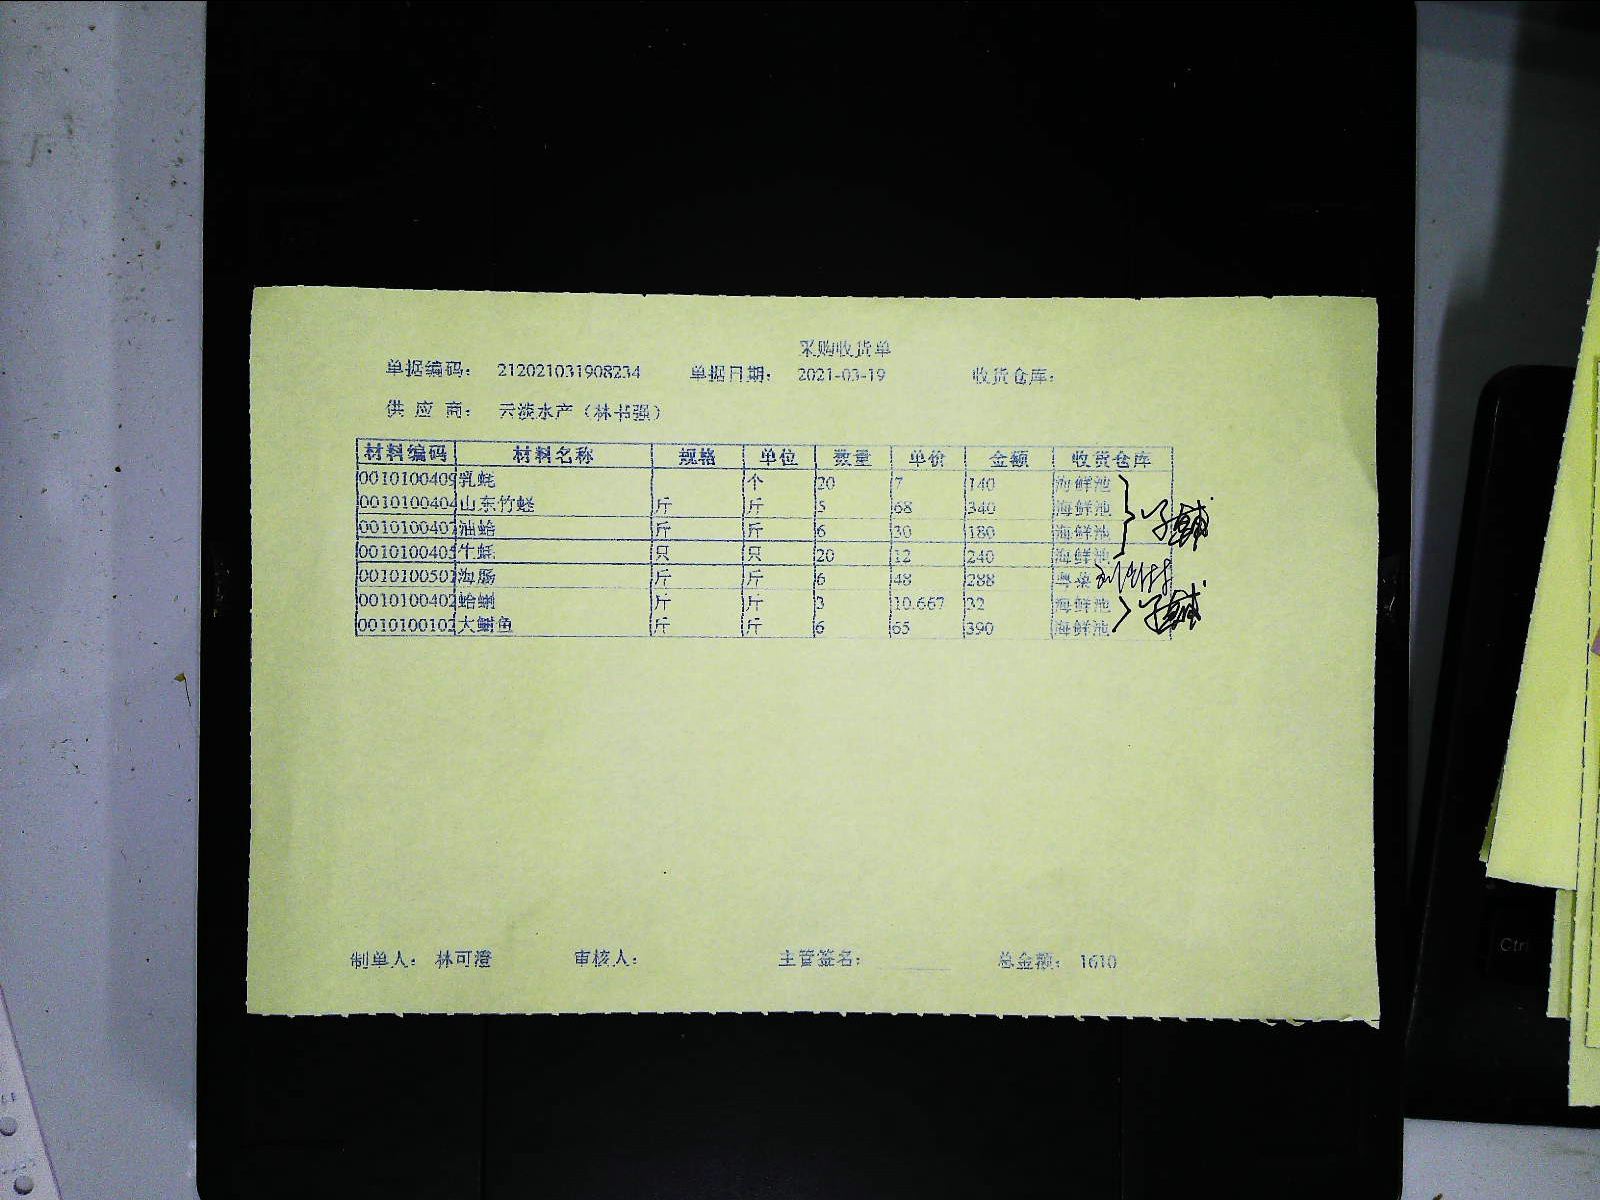 采购收货单
单据编码： 212021031908234 单据日期： 2021-03-19 收货仓库：
供 应 商： 云淡水产（林书强）
材料编码 材料名称 规格 单位 数量 单价 金额 收货仓库
0010100409 乳蚝 个 20 7 140 海鲜池
0010100404 山东竹蛏 斤 斤 5 68 340 海鲜池
0010100407 油蛤 斤 斤 6 30 180 海鲜池
0010100405 生蚝 只 只 20 12 240 海鲜池
0010100501 海肠 斤 斤 6 48 288 粤菜
0010100402 蛤蜊 斤 斤 3 10.667 32 海鲜池
0010100102 大鲳鱼 斤 斤 6 65 390 海鲜池
制单人： 林可澄 审核人： 主管签名： 总金额： 1610
Ctrl